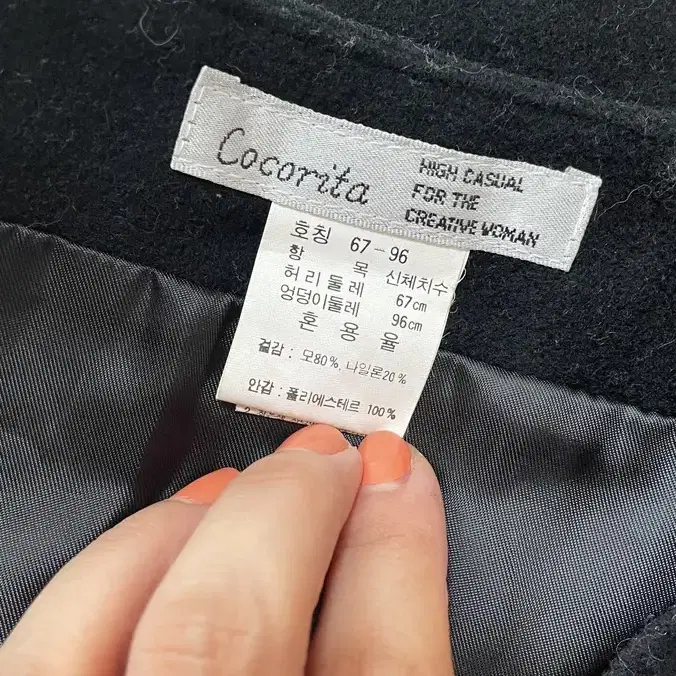 Cocorita
HIGH CASUAL
FOR THE
CREATIVE WOMAN
호칭 67-96
항 목 신체치수
허리둘레 67cm
엉덩이둘레 96cm
혼 용 율
겉감 : 모80%, 나일론20%
안감 : 폴리에스테르 100%